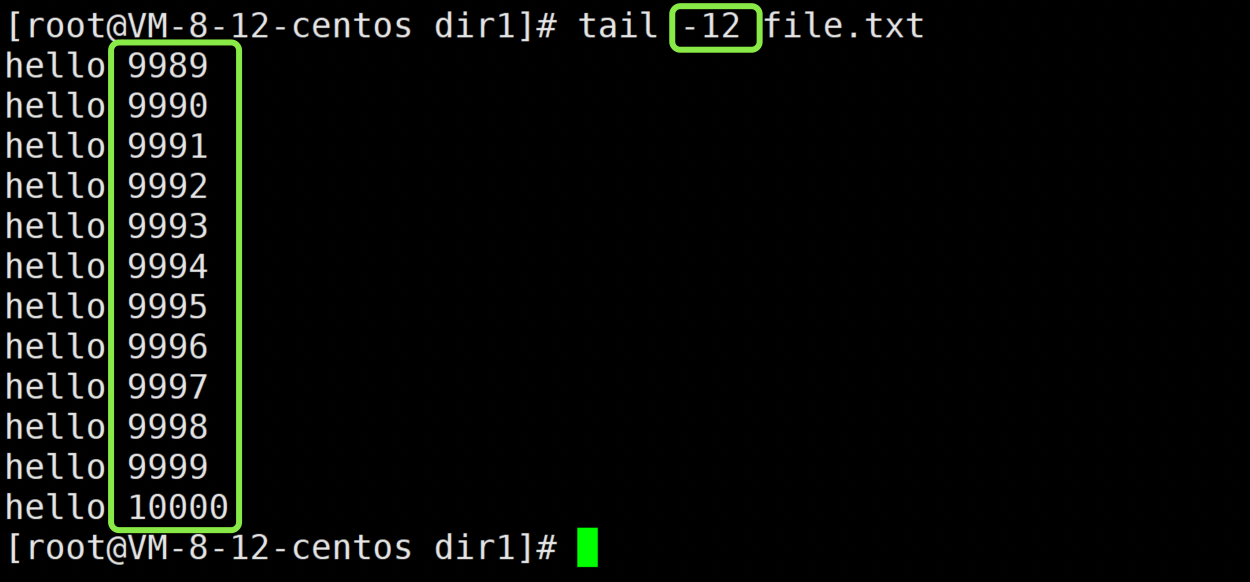 [root@VM-8-12-centos dir1]# tail -12 file.txt
hello 9989
hello 9990
hello 9991
hello 9992
hello 9993
hello 9994
hello 9995
hello 9996
hello 9997
hello 9998
hello 9999
hello 10000
[root@VM-8-12-centos dir1]#